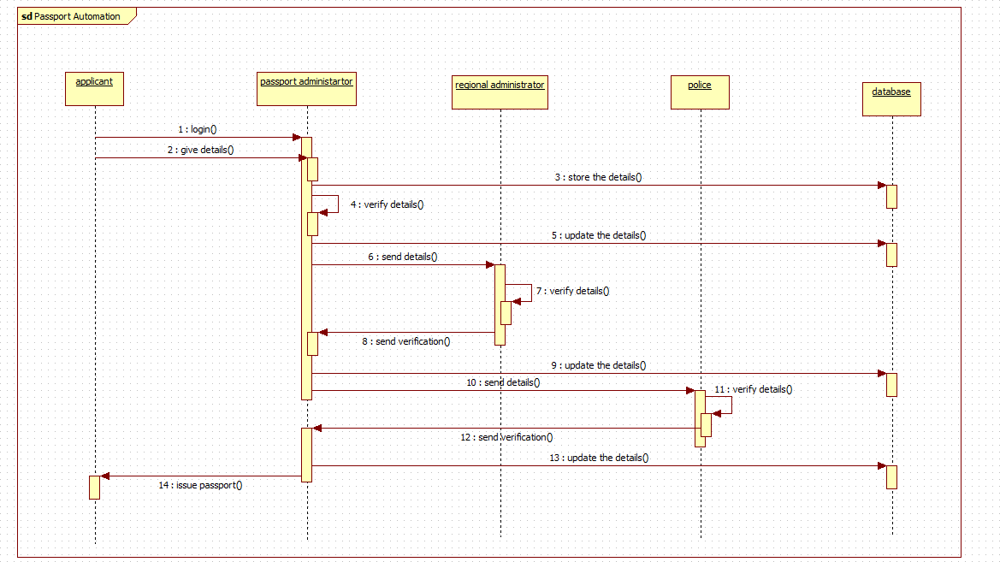 sd Passport Automation
applicant
passport administartor
regional administrator
police
database
1 : login()
2 : give details()
3 : store the details()
4 : verify details()
5 : update the details()
6 : send details()
7 : verify details()
8 : send verification()
9 : update the details()
10 : send details()
11 : verify details()
12 : send verification()
13 : update the details()
14 : issue passport()